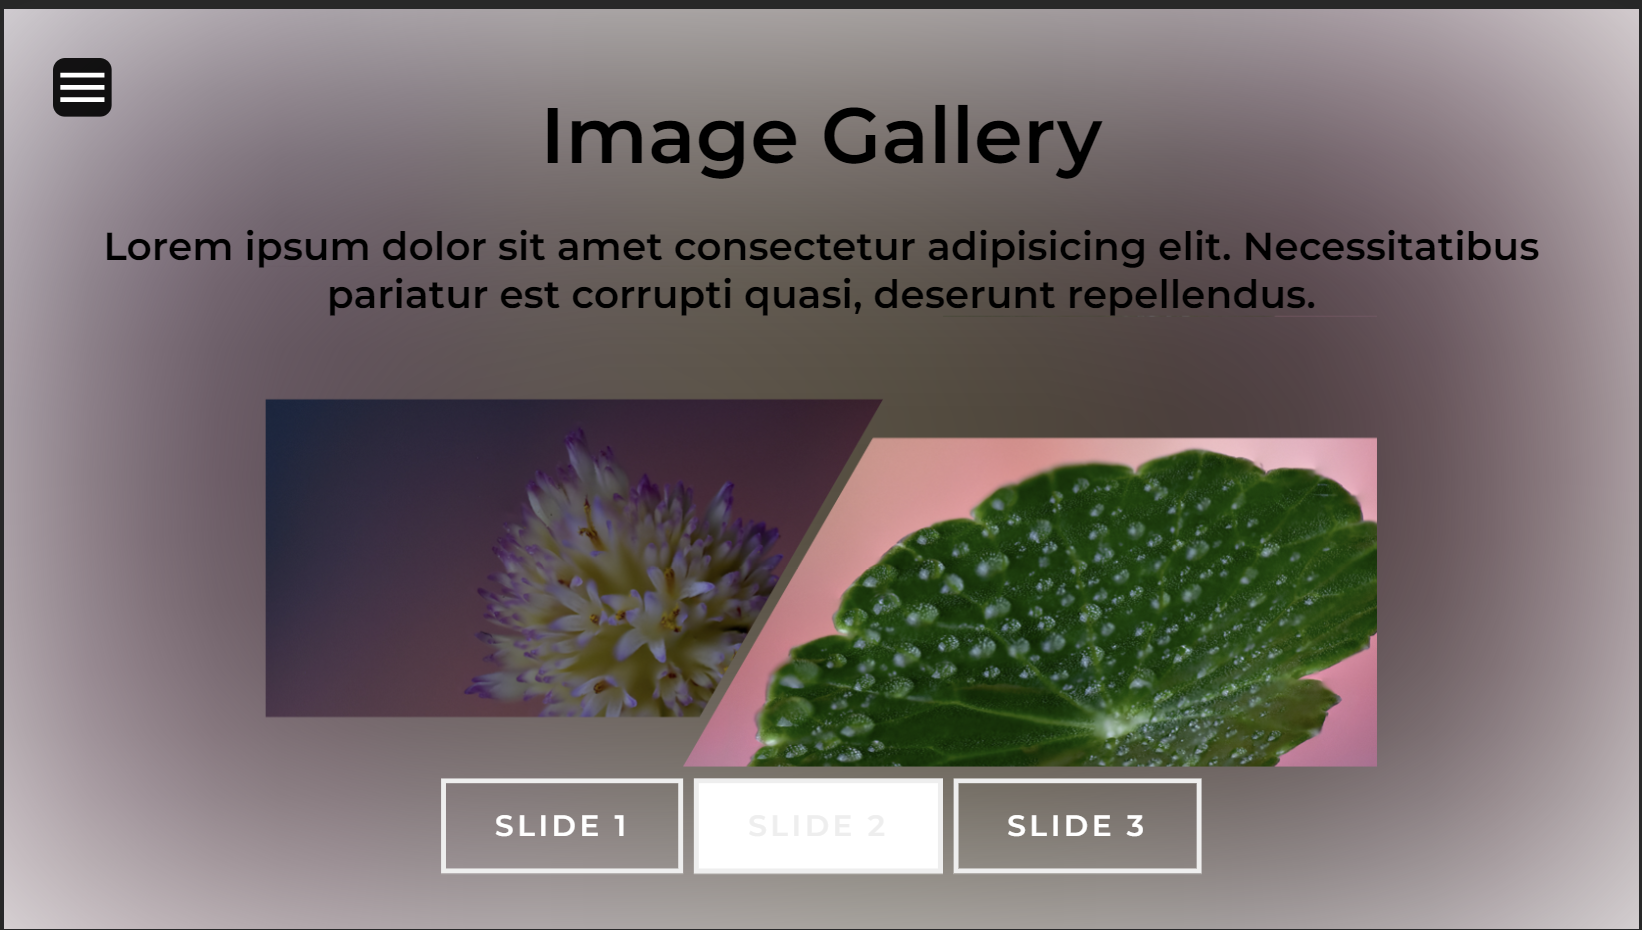 Image Gallery
Lorem ipsum dolor sit amet consectetur adipisicing elit. Necessitatibus
pariatur est corrupti quasi, deserunt repellendus.
SLIDE 1
SLIDE 2
SLIDE 3